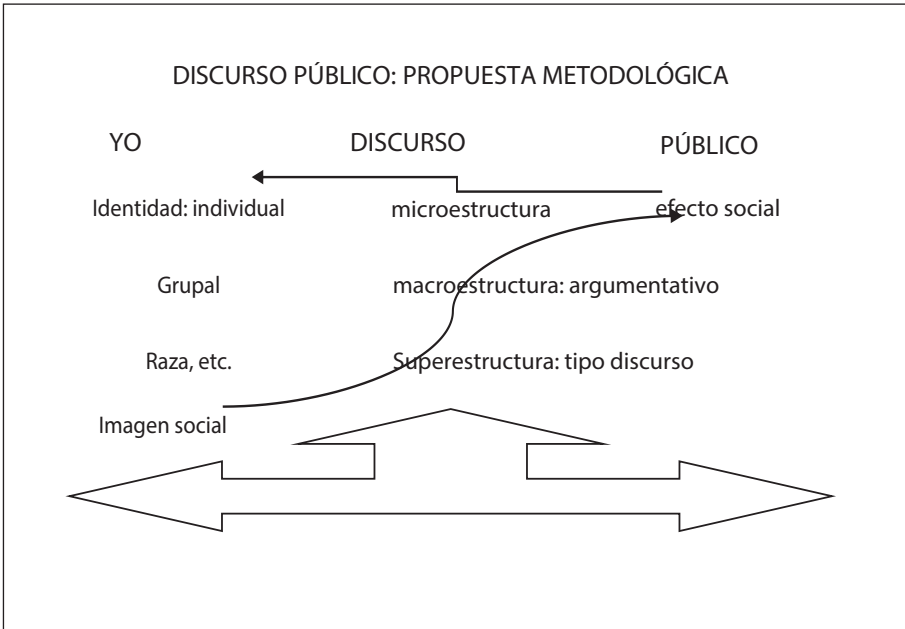 DISCURSO PÚBLICO: PROPUESTA METODOLÓGICA
YO DISCURSO PÚBLICO
Identidad: individual microestructura efecto social
Grupal macroestructura: argumentativo
Raza, etc. Superestructura: tipo discurso
Imagen social